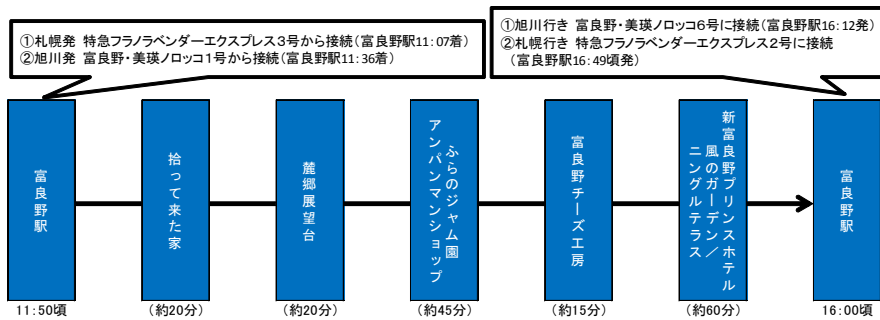 ①札幌発 特急フラノラベンダーエクスプレス3号から接続(富良野駅11:07着)
②旭川発 富良野・美瑛ノロッコ1号から接続(富良野駅11:36着)
①旭川行き 富良野・美瑛ノロッコ6号に接続(富良野駅16:12発)
②札幌行き 特急フラノラベンダーエクスプレス2号に接続
(富良野駅16:49頃発)
富良野駅
11:50頃
拾って来た家
(約20分)
麓郷展望台
(約20分)
ふらのジャム園
アンパンマンショップ
(約45分)
富良野チーズ工房
(約15分)
新富良野プリンスホテル
風のガーデン/
ニングルテラス
(約60分)
富良野駅
16:00頃